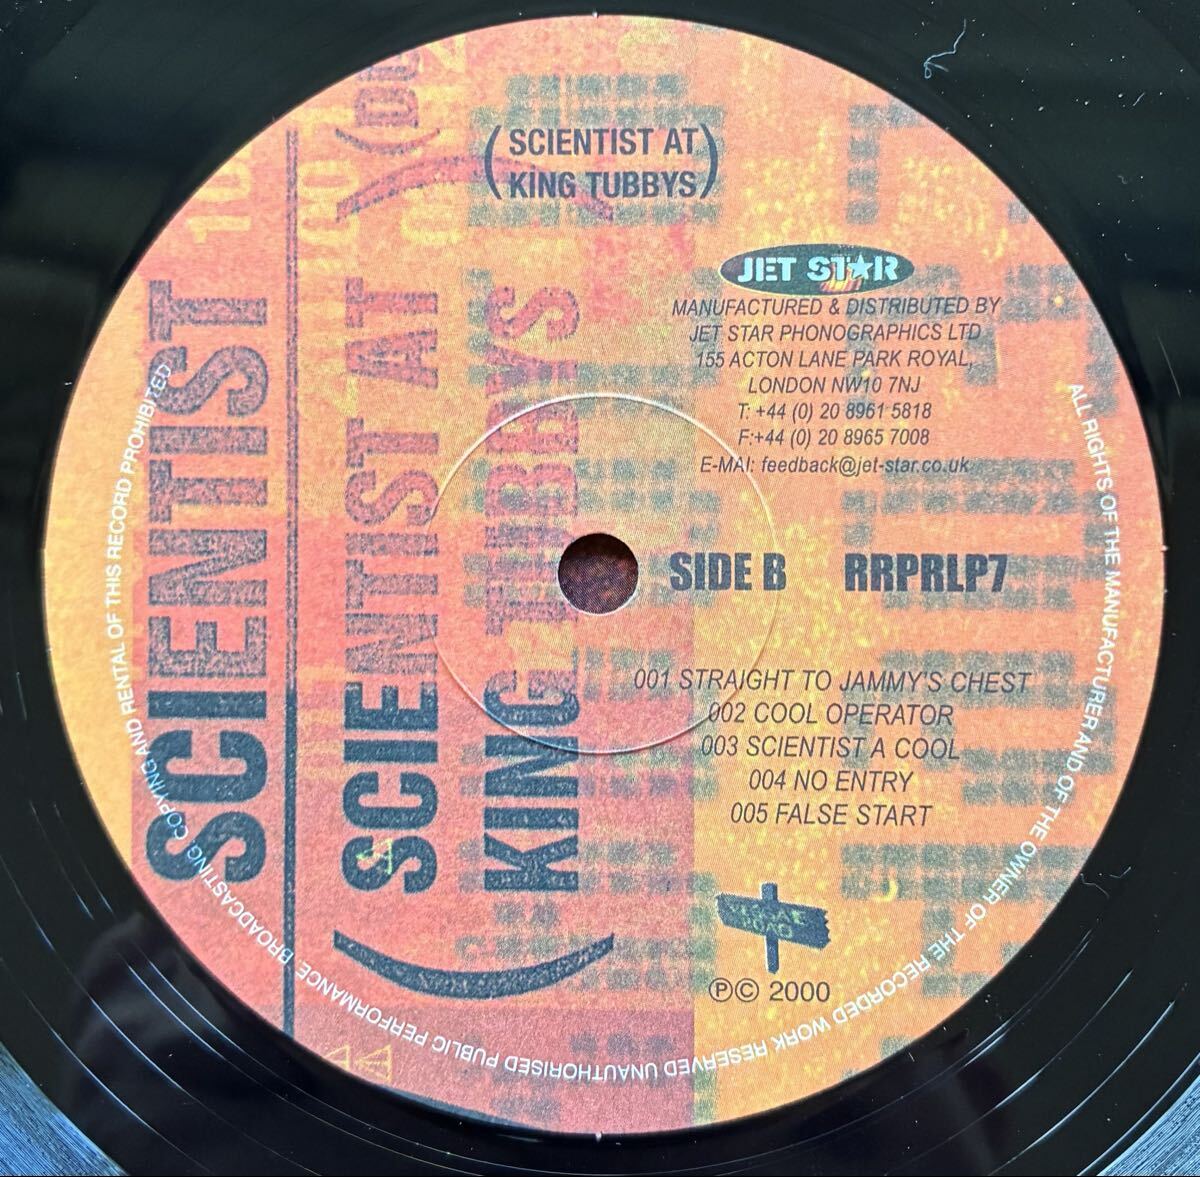 (SCIENTIST AT
KiNG TUBBYS)
JET STAR
MANUFACTURED & DISTRIBUTED BY
JET STAR PHONOGRAPHICS LTD
155 ACTON LANE PARK ROYAL,
LONDON NW10 7NJ
T: +44 (0) 20 8961 5818
F:+44 (0) 20 8965 7008
E-MAI: feedback@jet-star.co.uk
SIDE B RRPRLP7
001 STRAIGHT TO JAMMY'S CHEST
002 COOL OPERATOR
003 SCIENTIST A COOL
004 NO ENTRY
005 FALSE START
ROAD
℗© 2000
SCIENTIST
(SCIENTIST AT
KING TUBBYS)
ALL RIGHTS OF THE MANUFACTURER AND OF THE OWNER OF THE RECORDED WORK RESERVED UNAUTHORISED PUBLIC PERFORMANCE BROADCASTING COPYING AND RENTAL OF THIS RECORD PROHIBITED